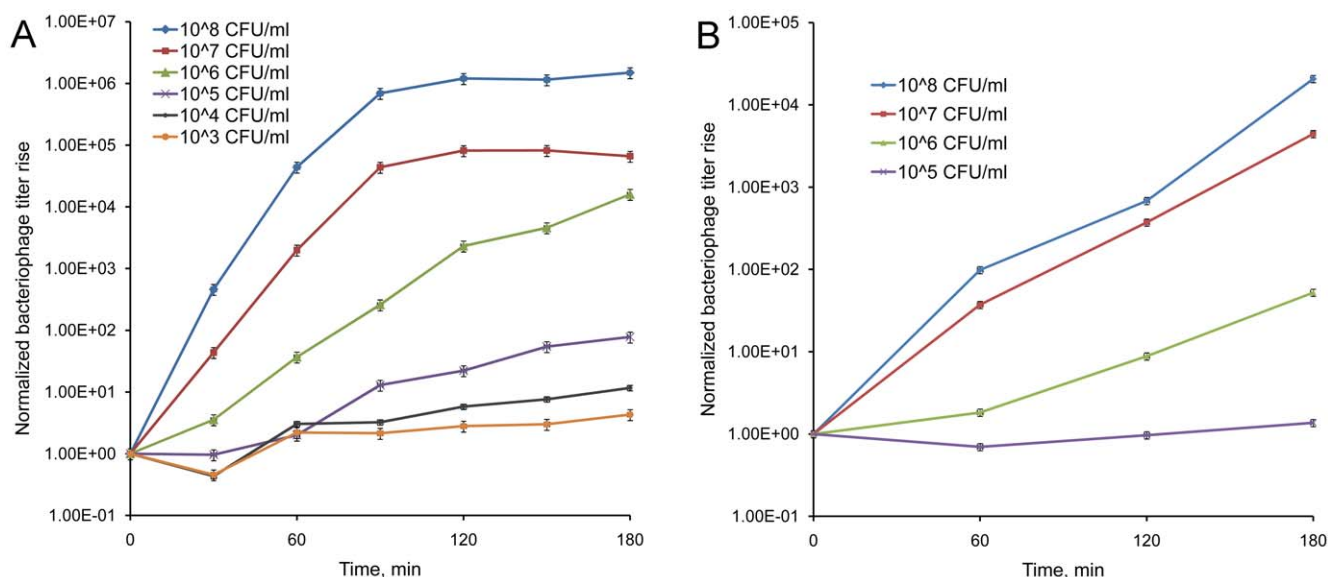 A
1.00E+07
1.00E+06
1.00E+05
1.00E+04
1.00E+03
1.00E+02
1.00E+01
1.00E+00
1.00E-01
Normalized bacteriophage titer rise
10^8 CFU/ml
10^7 CFU/ml
10^6 CFU/ml
10^5 CFU/ml
10^4 CFU/ml
10^3 CFU/ml
0
60
120
180
Time, min
B
1.00E+05
1.00E+04
1.00E+03
1.00E+02
1.00E+01
1.00E+00
1.00E-01
Normalized bacteriophage titer rise
10^8 CFU/ml
10^7 CFU/ml
10^6 CFU/ml
10^5 CFU/ml
0
60
120
180
Time, min